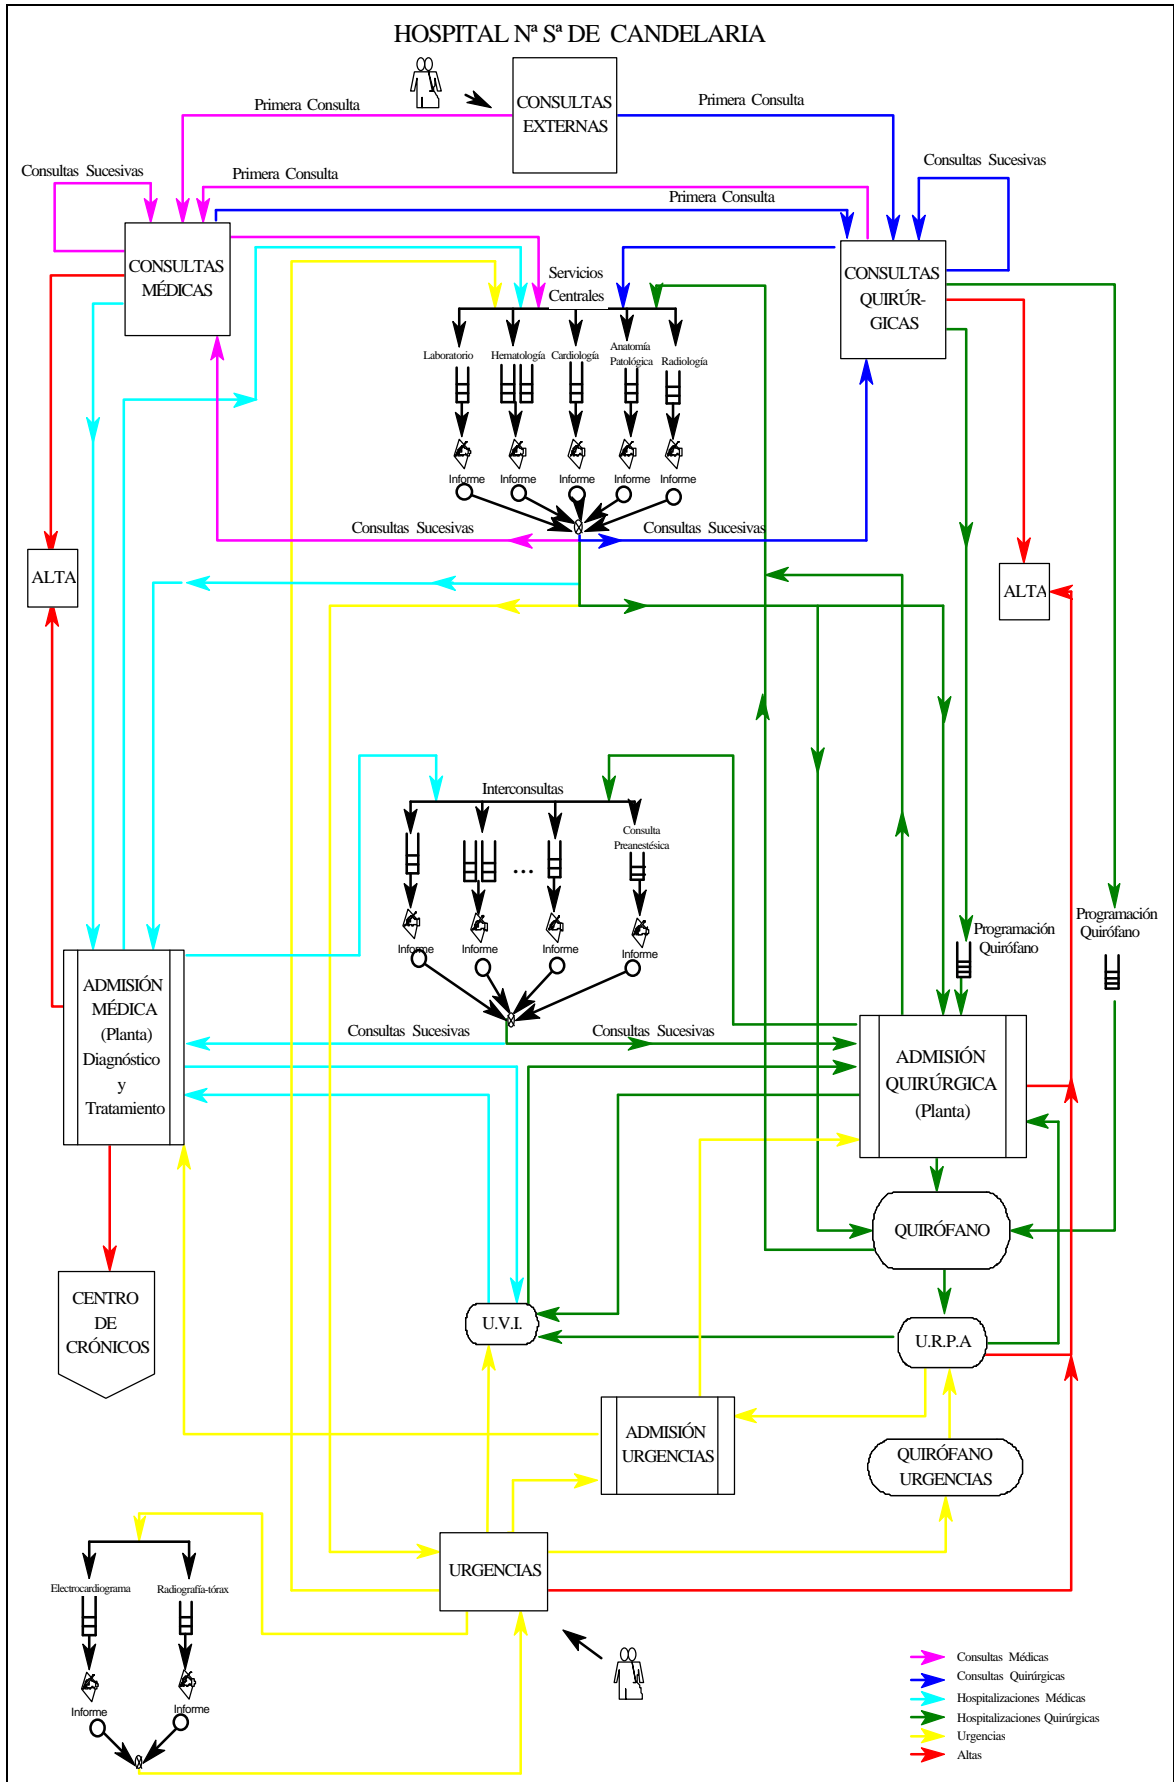 HOSPITAL Nª Sª DE CANDELARIA
CONSULTAS
EXTERNAS
Primera Consulta
Primera Consulta
Consultas Sucesivas
Primera Consulta
Consultas Sucesivas
Primera Consulta
CONSULTAS
MÉDICAS
CONSULTAS
QUIRÚR-
GICAS
Servicios
Centrales
Laboratorio
Hematología
Cardiología
Anatomía
Patológica
Radiología
Informe
Informe
Informe
Informe
Informe
Consultas Sucesivas
Consultas Sucesivas
ALTA
ALTA
Interconsultas
Consulta
Preanestésica
...
Informe
Informe
Informe
Informe
Programación
Quirófano
Programación
Quirófano
ADMISIÓN
MÉDICA
(Planta)
Diagnóstico
y
Tratamiento
Consultas Sucesivas
Consultas Sucesivas
ADMISIÓN
QUIRÚRGICA
(Planta)
QUIRÓFANO
CENTRO
DE
CRÓNICOS
U.V.I.
U.R.P.A
ADMISIÓN
URGENCIAS
QUIRÓFANO
URGENCIAS
URGENCIAS
Electrocardiograma
Radiografía-tórax
Informe
Informe
Consultas Médicas
Consultas Quirúrgicas
Hospitalizaciones Médicas
Hospitalizaciones Quirúrgicas
Urgencias
Altas